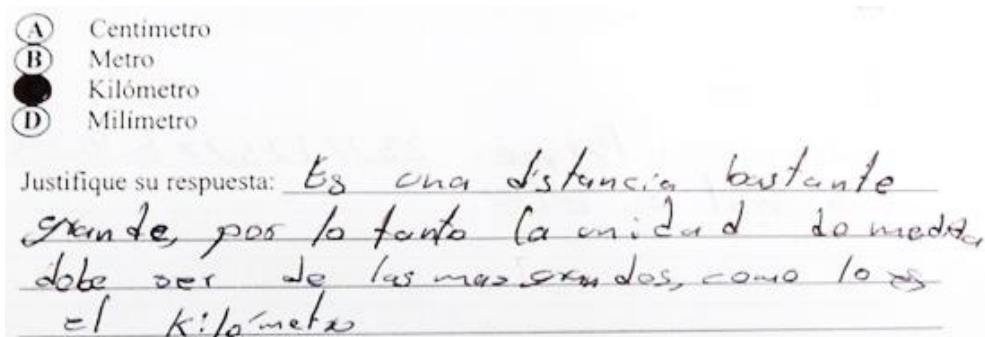 A Centímetro
B Metro
Kilómetro
D Milímetro
Justifique su respuesta: Es una distancia bastante
grande, por lo tanto la unidad de medida
debe ser de las mas grandes, como lo es
el Kilómetro